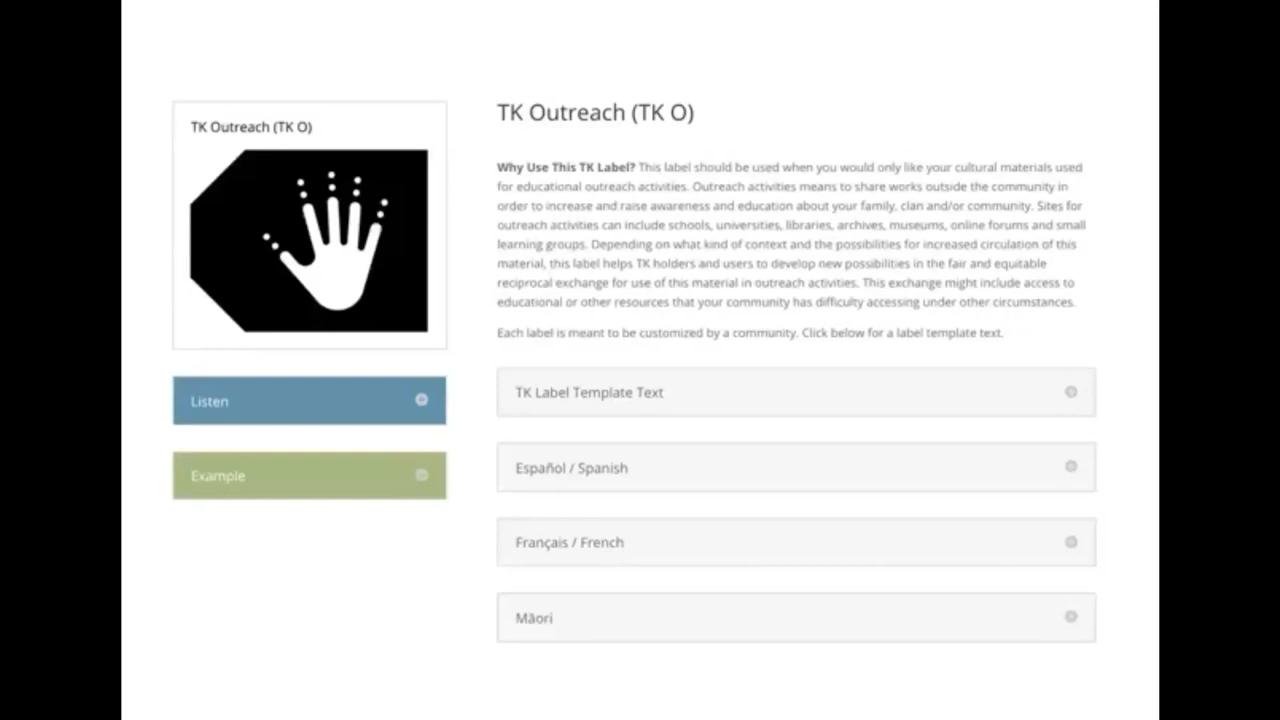 TK Outreach (TK O)
Listen
Example
TK Outreach (TK O)
Why Use This TK Label? This label should be used when you would only like your cultural materials used
for educational outreach activities. Outreach activities means to share works outside the community in
order to increase and raise awareness and education about your family, clan and/or community. Sites for
outreach activities can include schools, universities, libraries, archives, museums, online forums and small
learning groups. Depending on what kind of context and the possibilities for increased circulation of this
material, this label helps TK holders and users to develop new possibilities in the fair and equitable
reciprocal exchange for use of this material in outreach activities. This exchange might include access to
educational or other resources that your community has difficulty accessing under other circumstances.
Each label is meant to be customized by a community. Click below for a label template text.
TK Label Template Text
Español / Spanish
Français / French
Māori